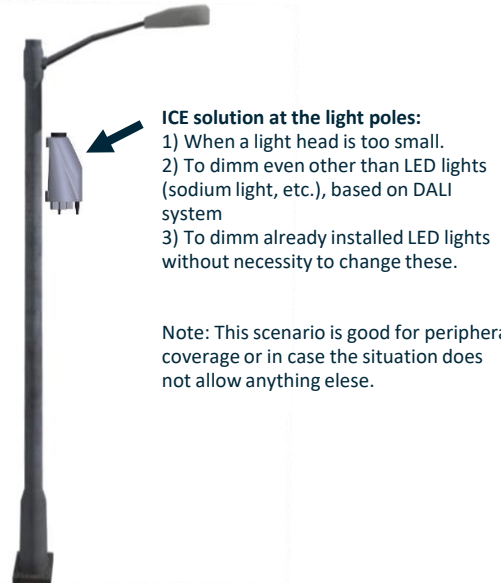 ICE solution at the light poles:
1) When a light head is too small.
2) To dimm even other than LED lights
(sodium light, etc.), based on DALI
system
3) To dimm already installed LED lights
without necessity to change these.
Note: This scenario is good for periphera
coverage or in case the situation does
not allow anything elese.